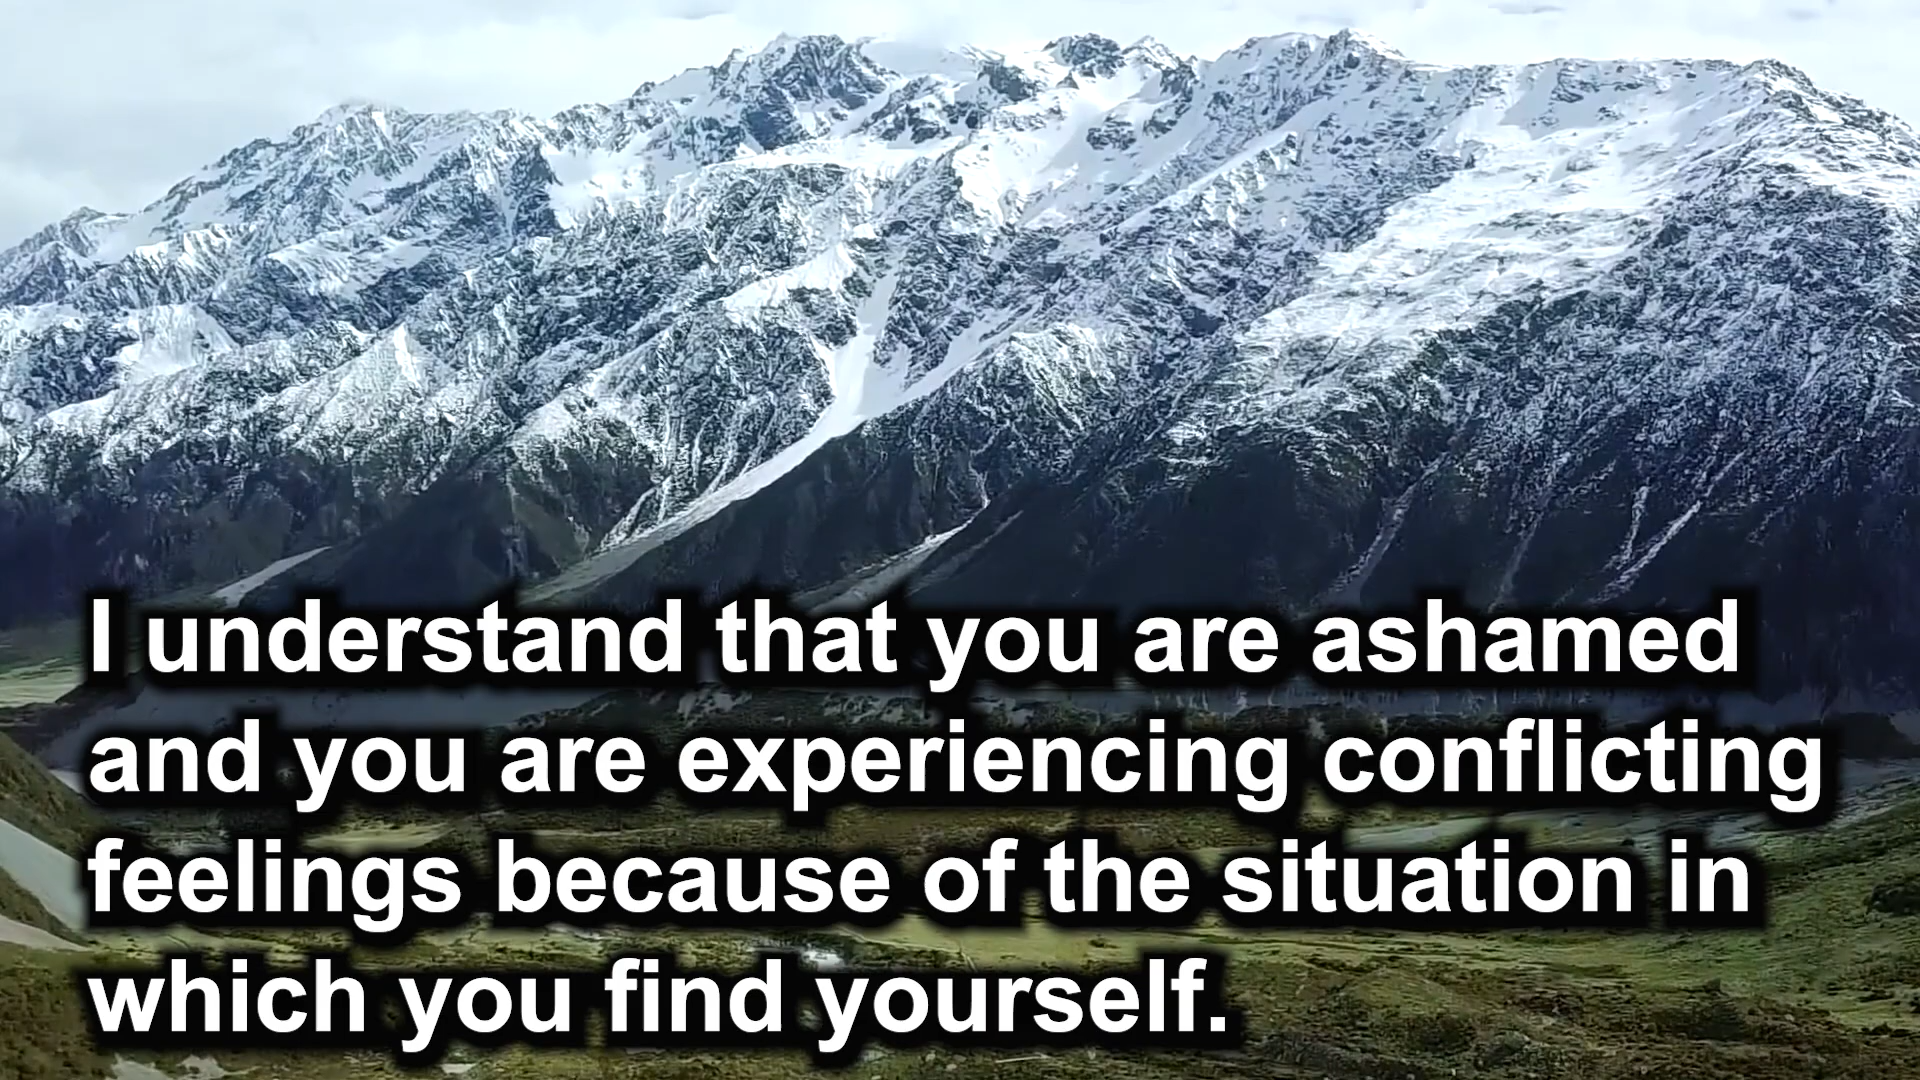 I understand that you are ashamed
and you are experiencing conflicting
feelings because of the situation in
which you find yourself.